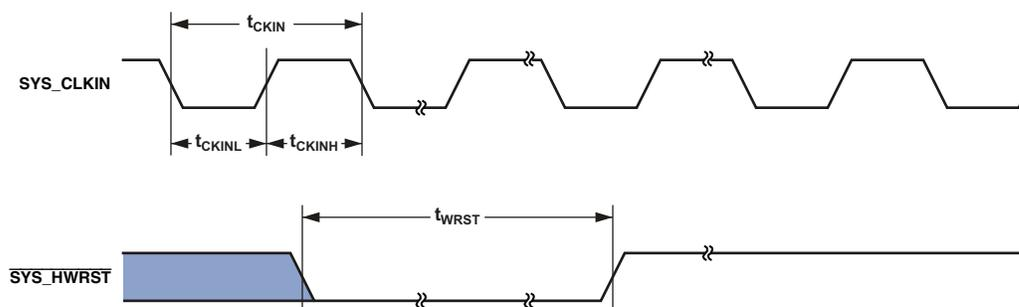 tCKIN
SYS_CLKIN
tCKINL tCKINH
tWRST
SYS_HWRST